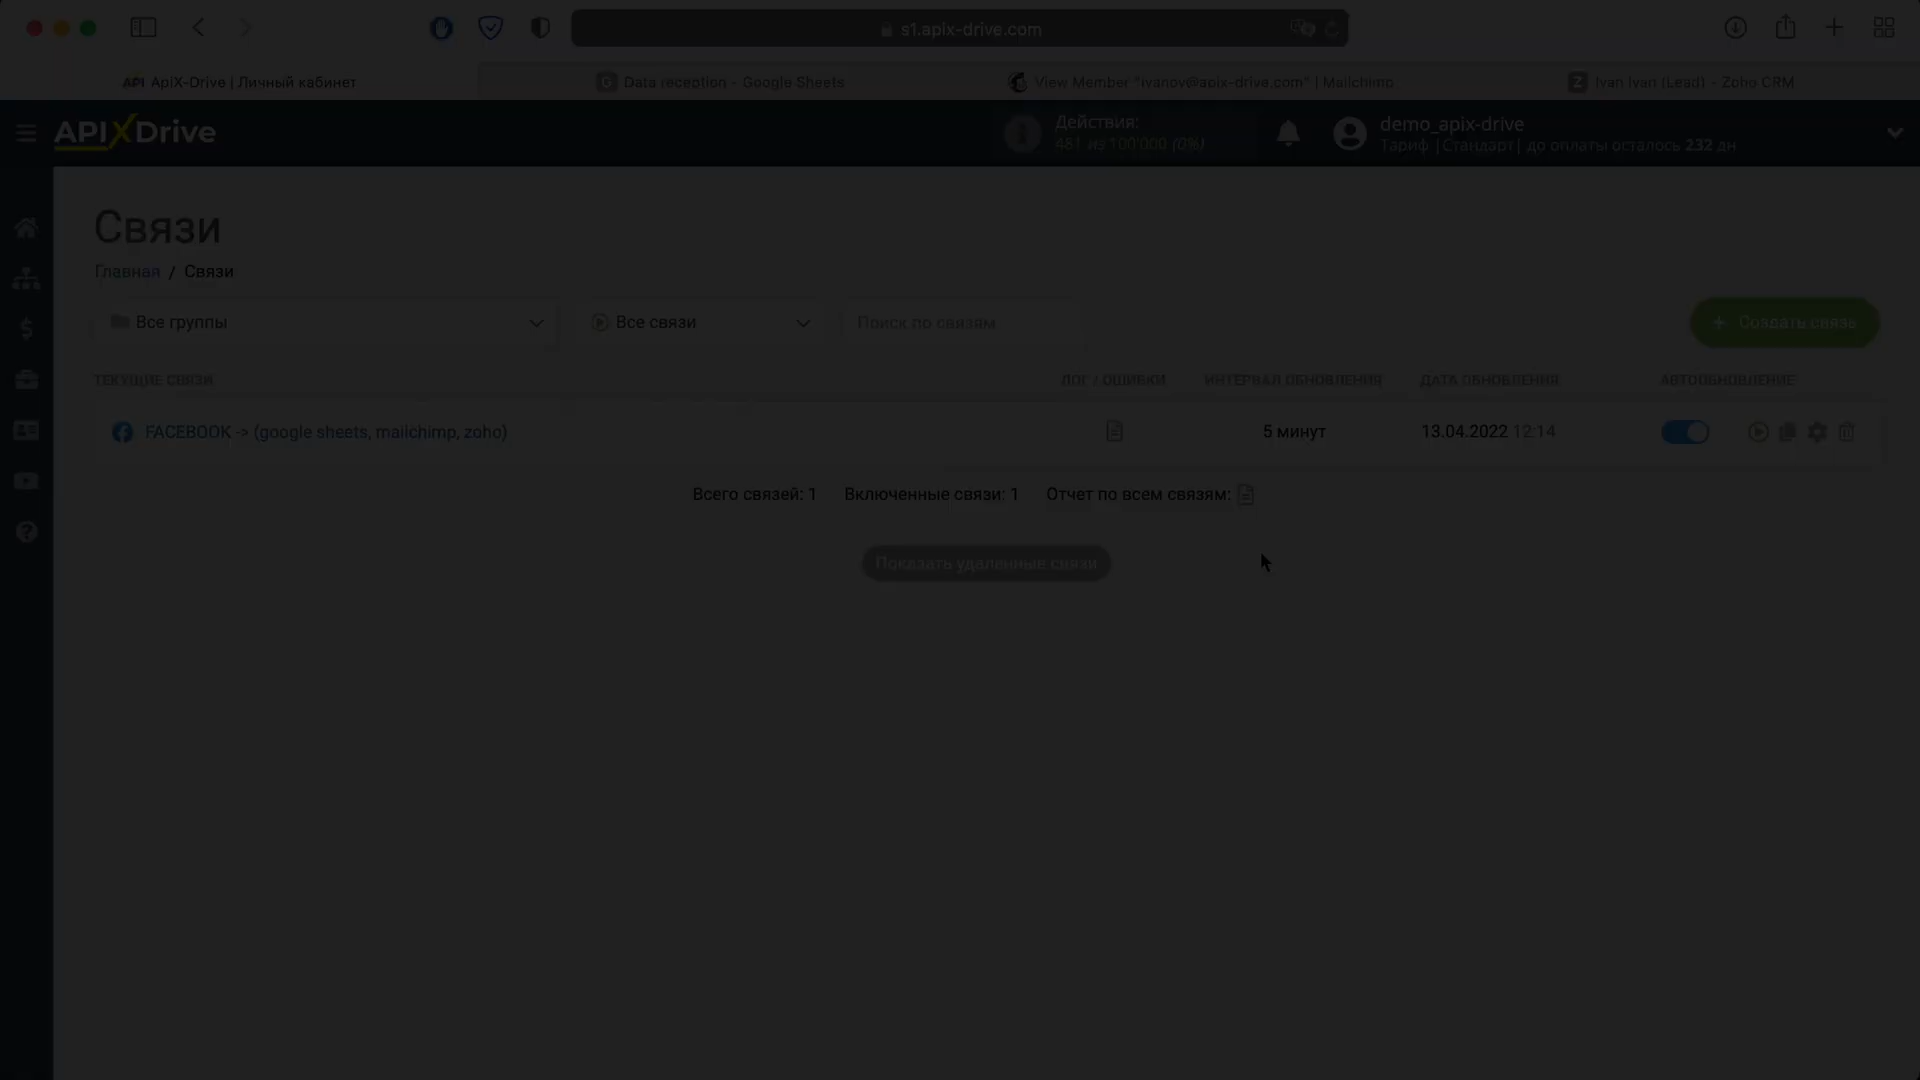 s1.apix-drive.com
API ApiX-Drive | Личный кабинет
Data reception - Google Sheets
View Member "ivanov@apix-drive.com" | Mailchimp
Z Ivan Ivan (Lead) - Zoho CRM
APIXDrive
Действия:
481 из 100'000 (0%)
demo_apix-drive
Тариф |Стандарт| до оплаты осталось 232 дн
Связи
Главная / Связи
Все группы
Все связи
Поиск по связям
+ Создать связь
ТЕКУЩИЕ СВЯЗИ
ЛОГ / ОШИБКИ
ИНТЕРВАЛ ОБНОВЛЕНИЯ
ДАТА ОБНОВЛЕНИЯ
АВТООБНОВЛЕНИЕ
FACEBOOK -> (google sheets, mailchimp, zoho)
5 минут
13.04.2022 12:14
Всего связей: 1
Включенные связи: 1
Отчет по всем связям:
Показать удаленные связи